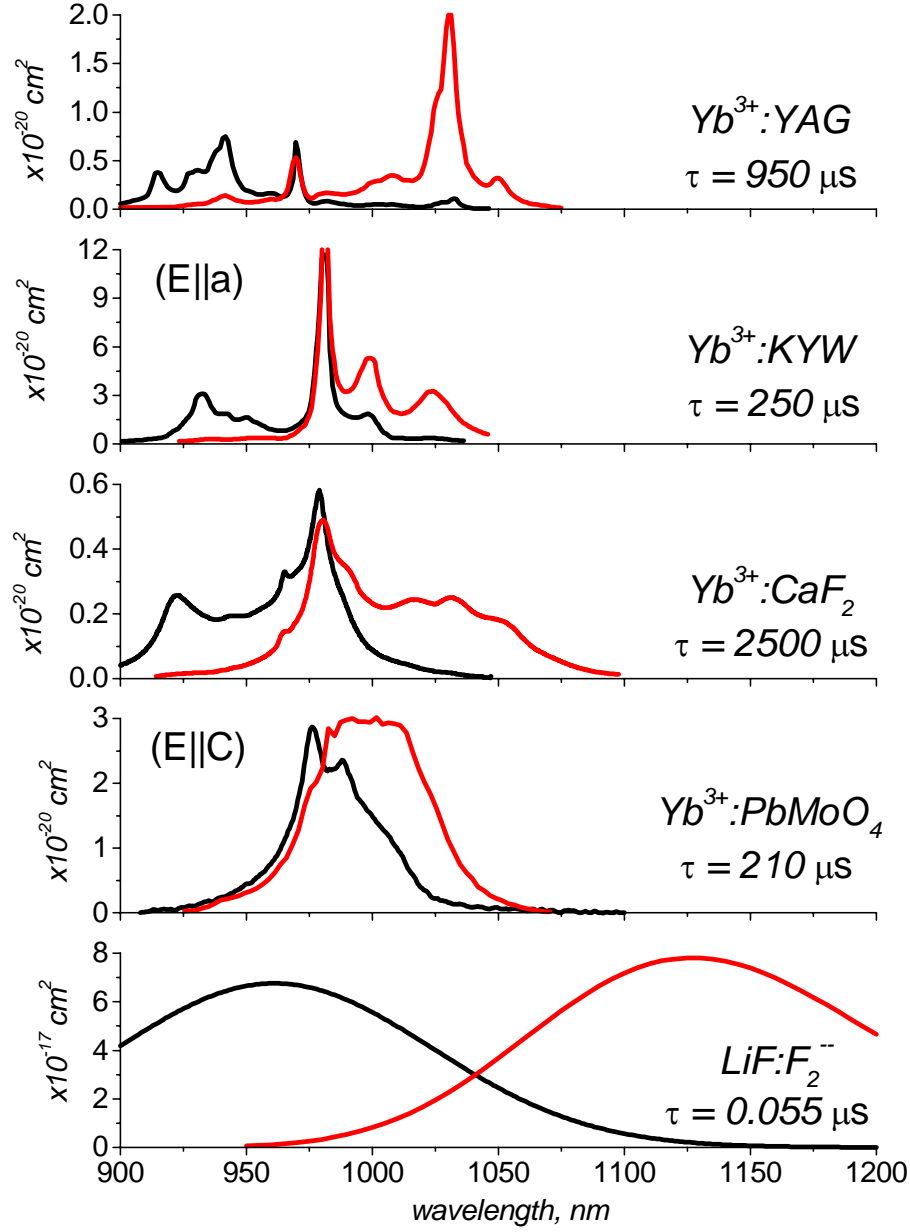 2.0
1.5
1.0
0.5
0.0
x10⁻²⁰ cm²
Yb³⁺:YAG
τ = 950 μs
12
9
6
3
0
x10⁻²⁰ cm²
(E||a)
Yb³⁺:KYW
τ = 250 μs
0.6
0.4
0.2
0.0
x10⁻²⁰ cm²
Yb³⁺:CaF₂
τ = 2500 μs
3
2
1
0
x10⁻²⁰ cm²
(E||C)
Yb³⁺:PbMoO₄
τ = 210 μs
8
6
4
2
0
x10⁻¹⁷ cm²
LiF:F₂⁻⁻
τ = 0.055 μs
900 950 1000 1050 1100 1150 1200
wavelength, nm